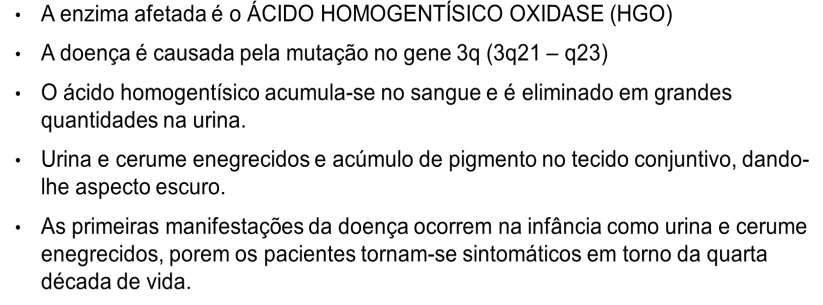 • A enzima afetada é o ÁCIDO HOMOGENTÍSICO OXIDASE (HGO)
• A doença é causada pela mutação no gene 3q (3q21 – q23)
• O ácido homogentísico acumula-se no sangue e é eliminado em grandes
quantidades na urina.
• Urina e cerume enegrecidos e acúmulo de pigmento no tecido conjuntivo, dando-
lhe aspecto escuro.
• As primeiras manifestações da doença ocorrem na infância como urina e cerume
enegrecidos, porem os pacientes tornam-se sintomáticos em torno da quarta
década de vida.